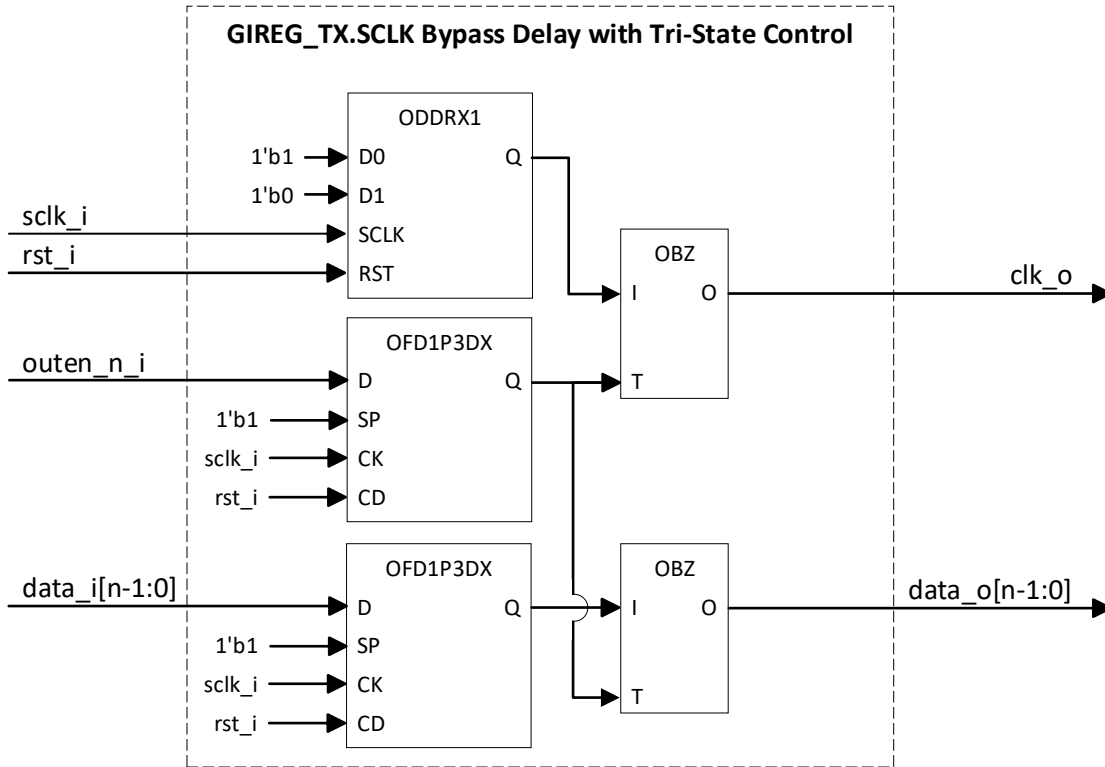 GIREG_TX.SCLK Bypass Delay with Tri-State Control
ODDRX1
1'b1
D0
Q
1'b0
D1
sclk_i
SCLK
rst_i
RST
OBZ
I
O
clk_o
T
OFD1P3DX
outen_n_i
D
Q
1'b1
SP
sclk_i
CK
rst_i
CD
OFD1P3DX
data_i[n-1:0]
D
Q
1'b1
SP
sclk_i
CK
rst_i
CD
OBZ
I
O
data_o[n-1:0]
T